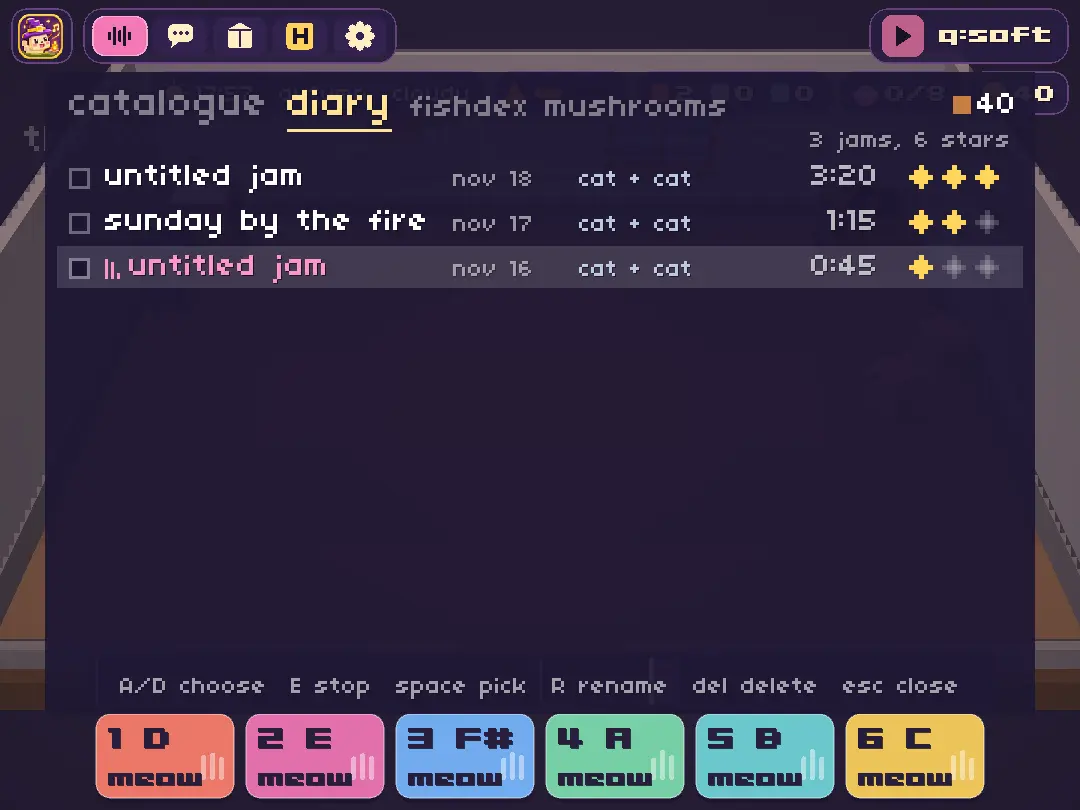 H
q:soft
catalogue diary fishdex mushrooms
40
0
3 jams, 6 stars
untitled jam nov 18 cat + cat 3:20
sunday by the fire nov 17 cat + cat 1:15
untitled jam nov 16 cat + cat 0:45
A/D choose E stop space pick R rename del delete esc close
1 D 2 E 3 F# 4 A 5 B 6 C
meow meow meow meow meow meow